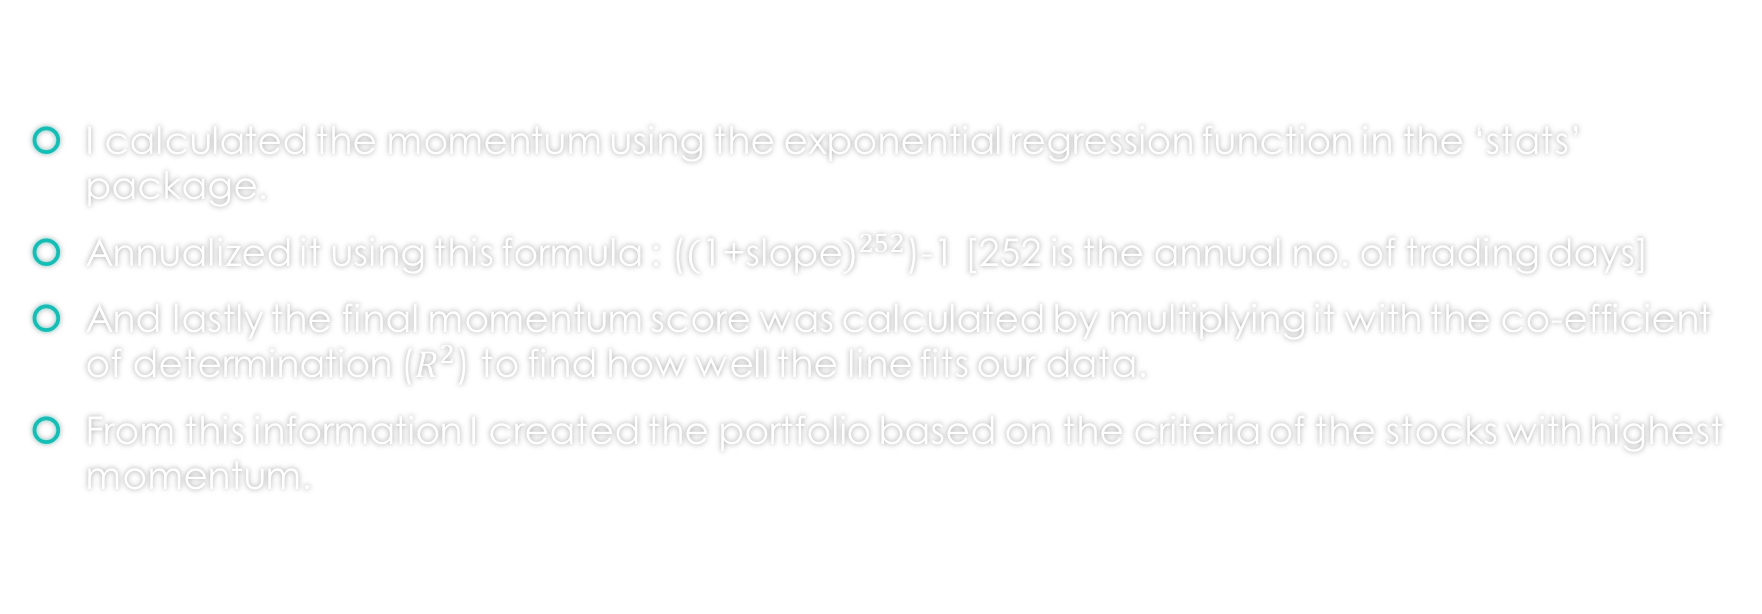 I calculated the momentum using the exponential regression function in the ‘stats’
package.
Annualized it using this formula : ((1+slope)²⁵²)-1 [252 is the annual no. of trading days]
And lastly the final momentum score was calculated by multiplying it with the co-efficient
of determination (R²) to find how well the line fits our data.
From this information I created the portfolio based on the criteria of the stocks with highest
momentum.